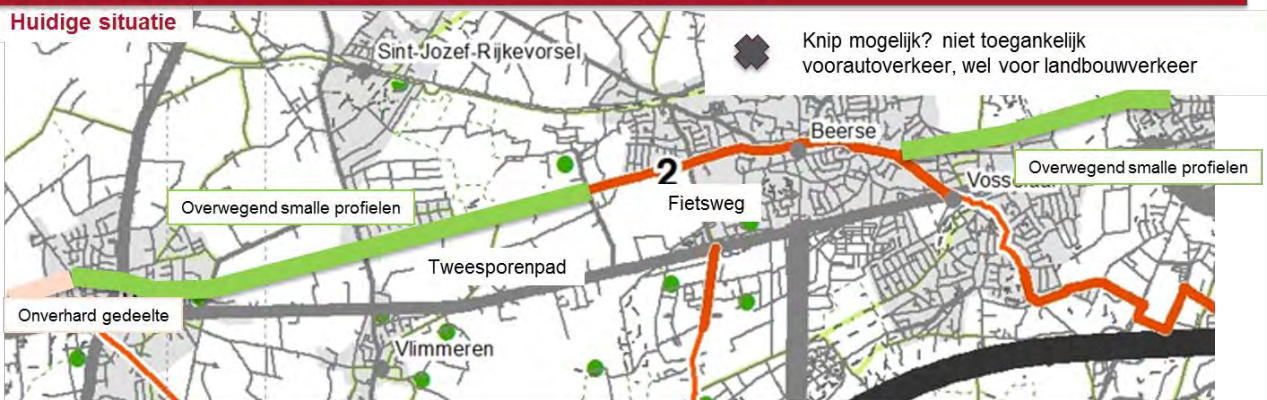 Huidige situatie
Knip mogelijk? niet toegankelijk
voorautoverkeer, wel voor landbouwverkeer
Sint-Jozef-Rijkevorsel
Beerse
Overwegend smalle profielen
2
Vosselaar
Overwegend smalle profielen
Fietsweg
Tweesporenpad
Onverhard gedeelte
Vlimmeren